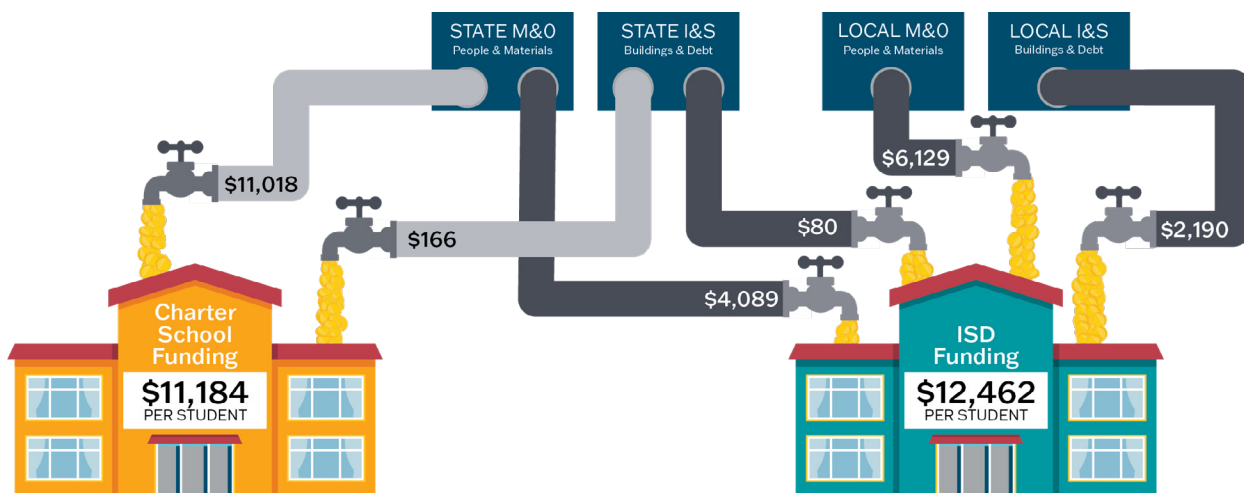 STATE M&O
People & Materials
STATE I&S
Buildings & Debt
LOCAL M&O
People & Materials
LOCAL I&S
Buildings & Debt
$11,018
$6,129
$166
$80
$2,190
$4,089
Charter
School
Funding
$11,184
PER STUDENT
ISD
Funding
$12,462
PER STUDENT